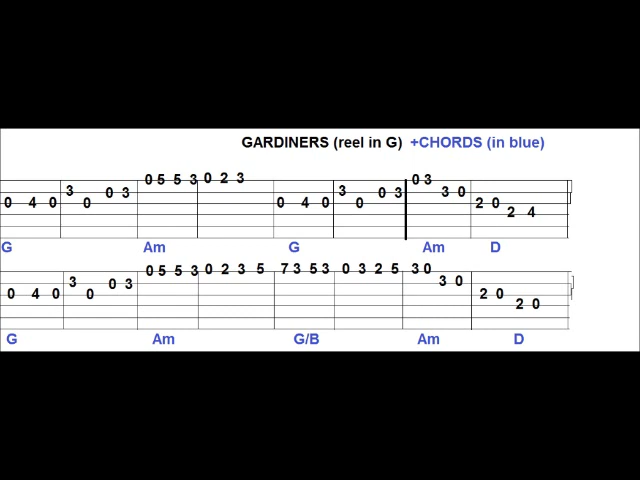 GARDINERS (reel in G) +CHORDS (in blue)
0 5 5 3 0 2 3 0 3
3 0 3 3 0 3 3 0
0 4 0 0 0 4 0 0 2 0
2 4
G Am G Am D
0 5 5 3 0 2 3 5 7 3 5 3 0 3 2 5 3 0
3 0 3 3 0
0 4 0 0 2 0
2 0
G Am G/B Am D